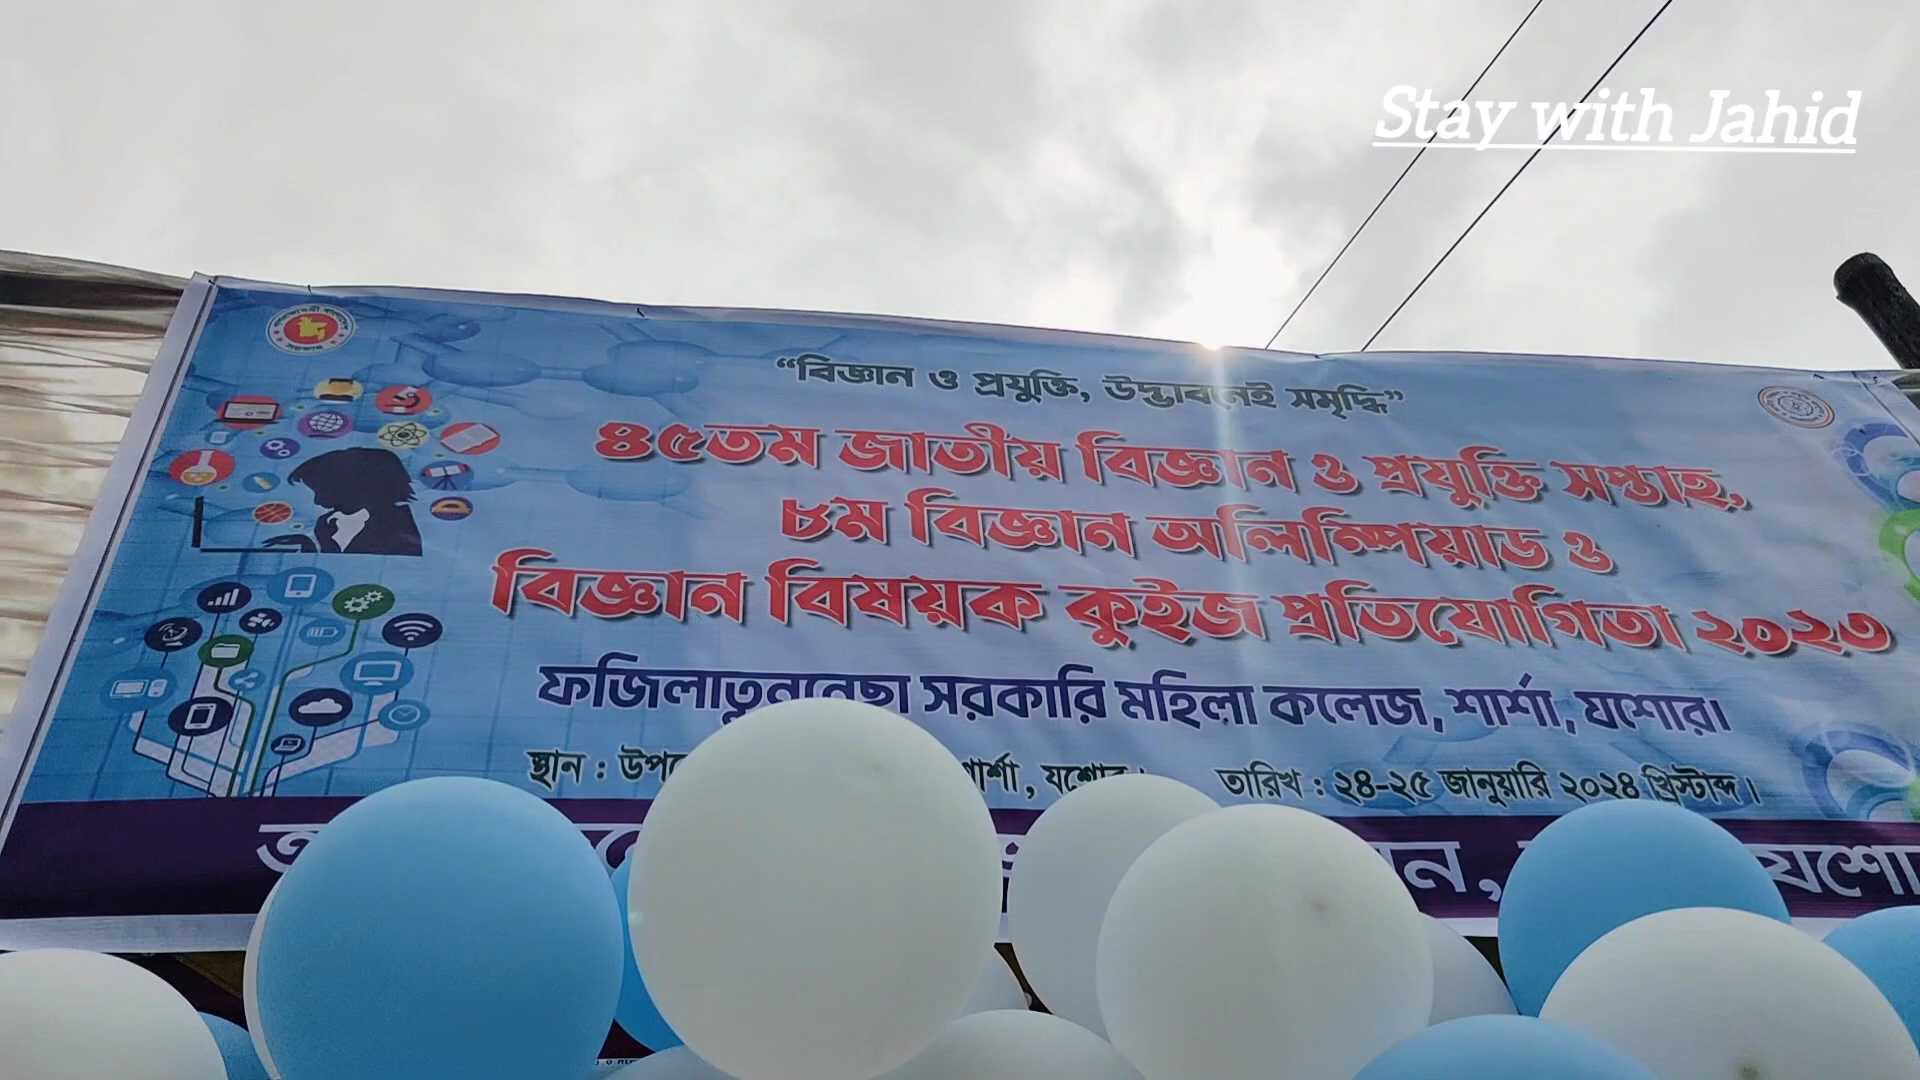 Stay with Jahid
“বিজ্ঞান ও প্রযুক্তি, উদ্ভাবনেই সমৃদ্ধি”
৪৫তম জাতীয় বিজ্ঞান ও প্রযুক্তি সপ্তাহ,
৮ম বিজ্ঞান অলিম্পিয়াড ও
বিজ্ঞান বিষয়ক কুইজ প্রতিযোগিতা ২০২৩
ফজিলাতুননেছা সরকারি মহিলা কলেজ, শার্শা, যশোর।
স্থান : যশোর। তারিখ : ২৪-২৫ জানুয়ারি ২০২৪ খ্রিস্টাব্দ।